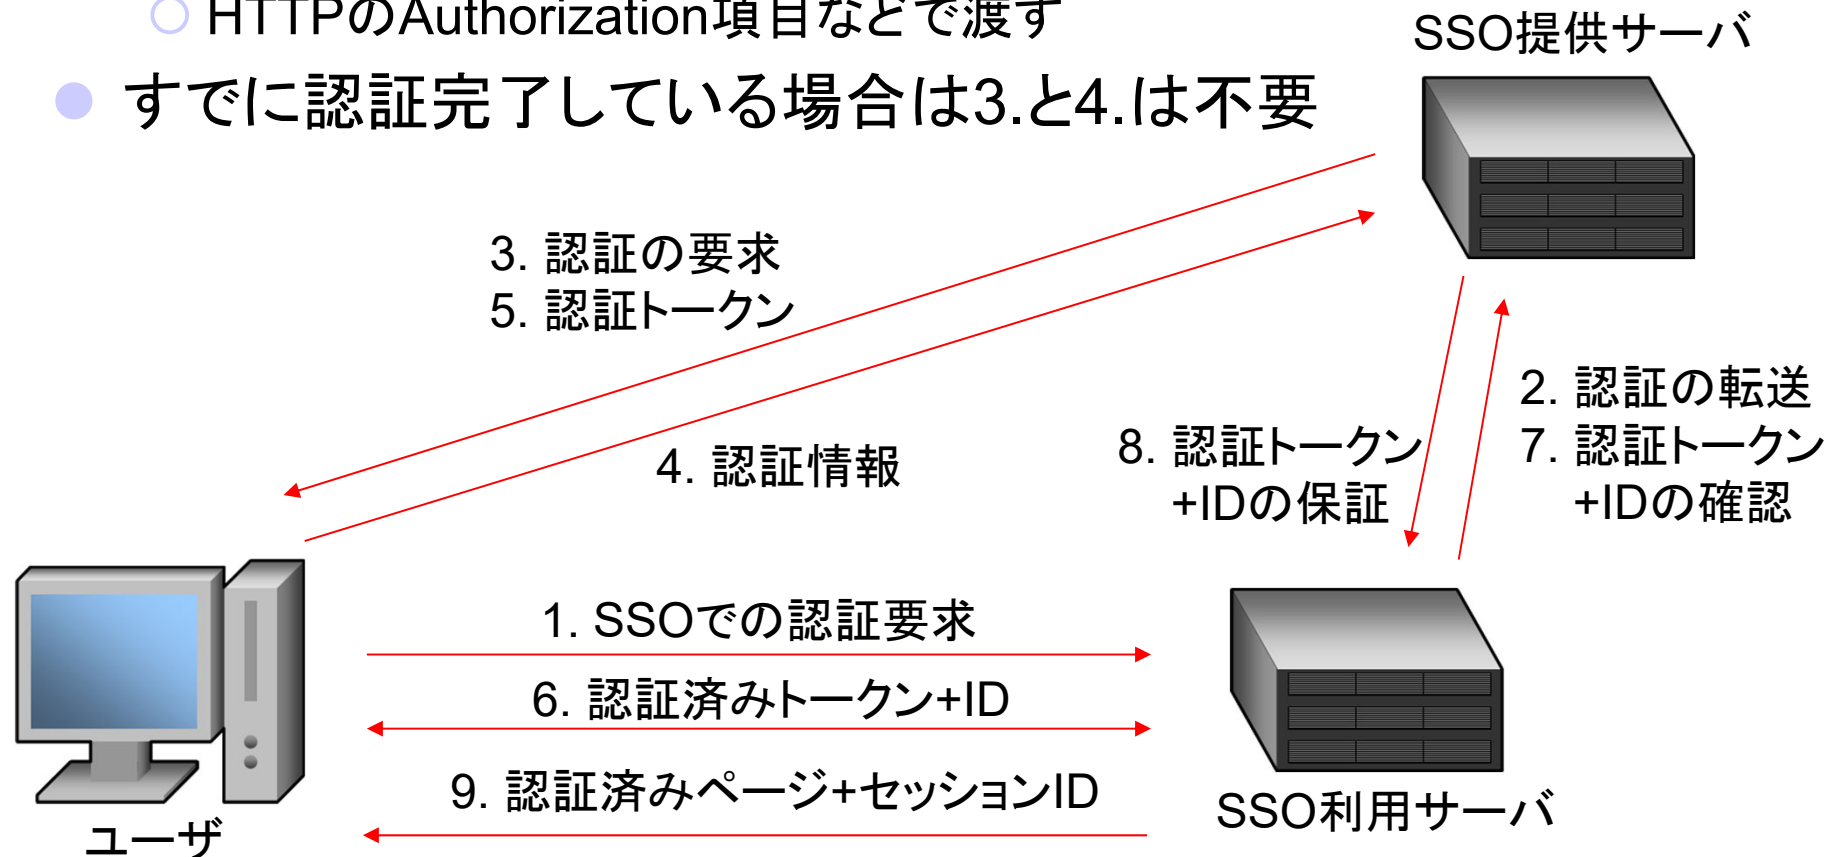 HTTPのAuthorization項目などで渡す
すでに認証完了している場合は3.と4.は不要
SSO提供サーバ
3. 認証の要求
5. 認証トークン
4. 認証情報
2. 認証の転送
7. 認証トークン
+IDの確認
8. 認証トークン
+IDの保証
1. SSOでの認証要求
6. 認証済みトークン+ID
9. 認証済みページ+セッションID
ユーザ
SSO利用サーバ